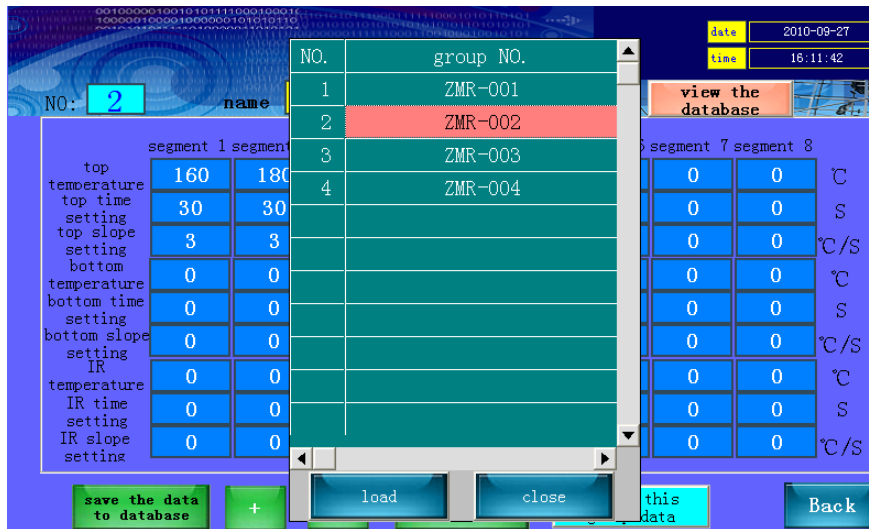 date 2010-09-27
time 16:11:42
NO: 2 name
view the
database
NO. group NO.
1 ZMR-001
2 ZMR-002
3 ZMR-003
4 ZMR-004
load close
segment 1 segment segment 7 segment 8
top
temperature 160 180 0 0 ℃
top time
setting 30 30 0 0 S
top slope
setting 3 3 0 0 ℃/S
bottom
temperature 0 0 0 0 ℃
bottom time
setting 0 0 0 0 S
bottom slope
setting 0 0 0 0 ℃/S
IR
temperature 0 0 0 0 ℃
IR time
setting 0 0 0 0 S
IR slope
setting 0 0 0 0 ℃/S
save the data
to database
+
this
data
Back